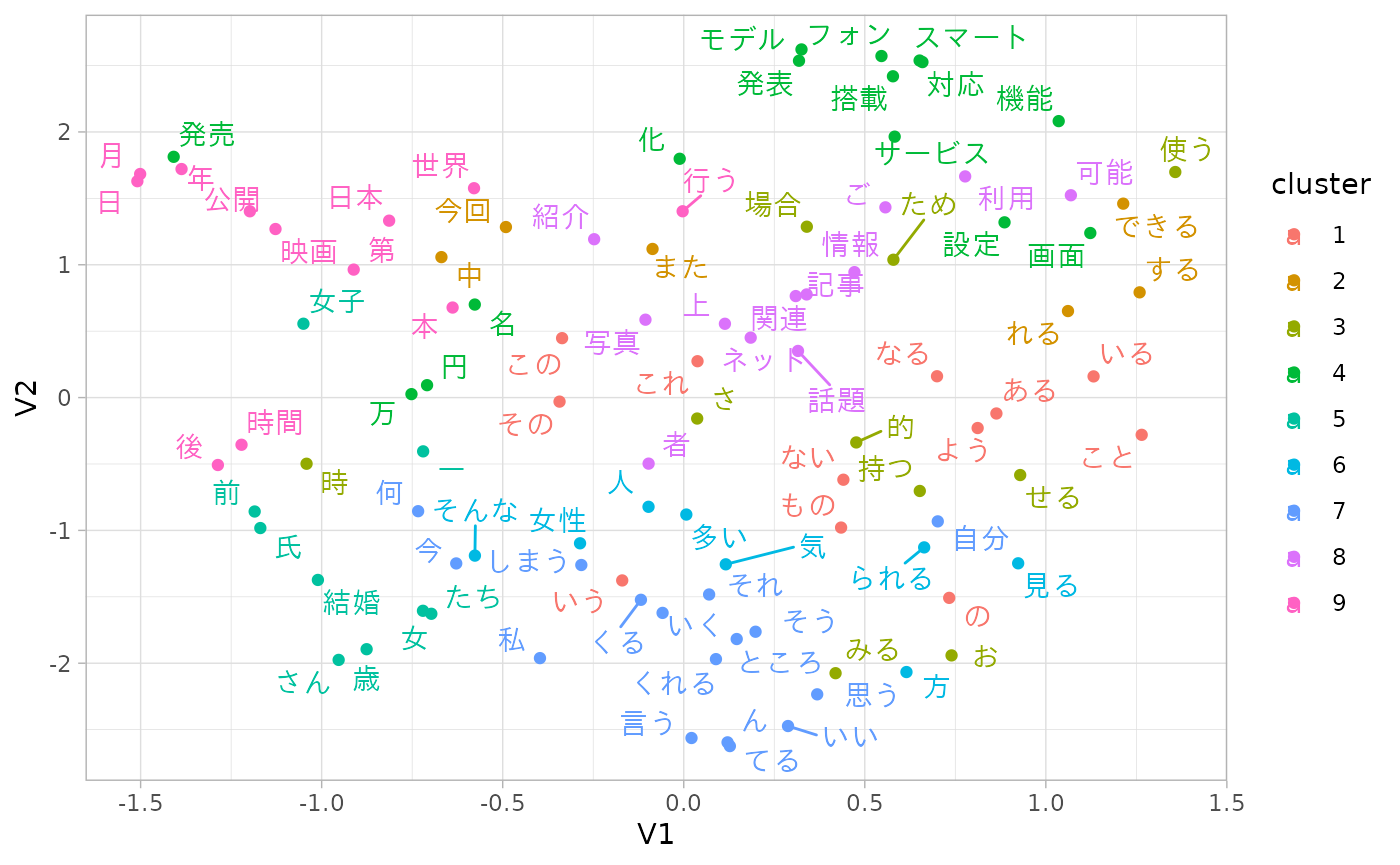 モデル フォン スマート
発表 搭載 対応 機能
発売 化 サービス 使う
月 年 世界 行う 可能
日 公開 日本 今回 紹介 場合 ご ため 利用 できる
映画 第 中 また 情報 設定 画面 する
女子 本 名 写真 上 関連 記事 れる
円 この これ ネット 話題 なる ある いる
万 その さ 的 よう こと
後 時間 時 一 者 ない 持つ せる
前 何 そんな 女性 人 多い 気 もの 自分
氏 今 しまう それ られる 見る
結婚 たち いう いく そう の
女 私 くる ところ みる お
さん 歳 くれる 思う 方
言う ん いい
てる
2
1
0
-1
-2
V2
-1.5 -1.0 -0.5 0.0 0.5 1.0 1.5
V1
cluster
a 1
a 2
a 3
a 4
a 5
a 6
a 7
a 8
a 9